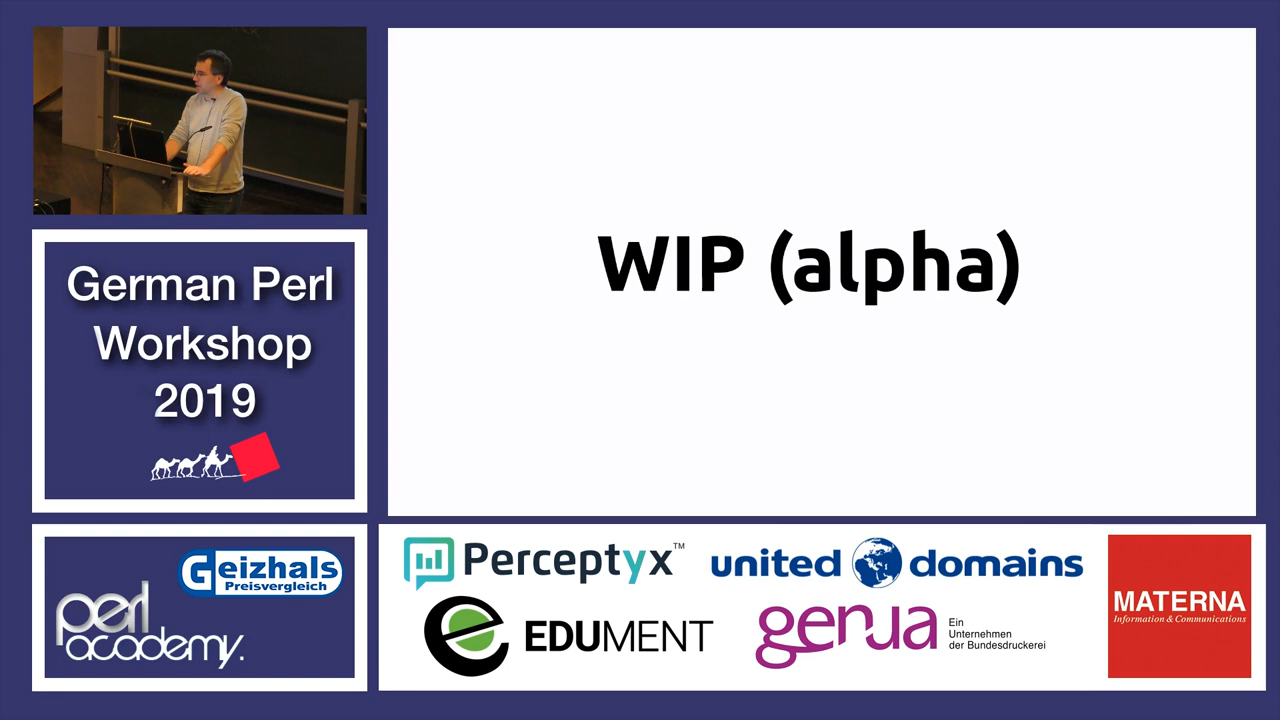 WIP (alpha)
German Perl
Workshop
2019
Geizhals
Preisvergleich
perl
academy.
Perceptyx™
united domains
EDUMENT
genua
Ein
Unternehmen
der Bundesdruckerei
MATERNA
Information & Communications